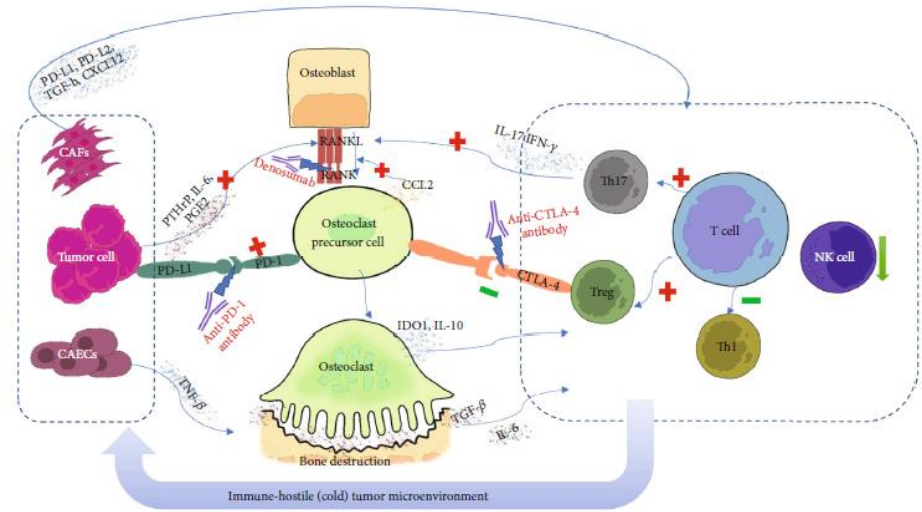 PD-L1, PD-L2,
TGF-b, CXCL12
CAFs
Tumor cell
CAECs
PTHrP, IL-6,
PGE2
PD-L1
PD-1
Anti-PD-1
antibody
TNF-β
Osteoblast
RANKL
RANK
Denosumab
CCL2
Osteoclast
precursor cell
Osteoclast
Bone destruction
IDO1, IL-10
TGF-β
IL-6
IL-17
IFN-γ
Anti-CTLA-4
antibody
CTLA-4
Th17
T cell
NK cell
Treg
Th1
Immune-hostile (cold) tumor microenvironment